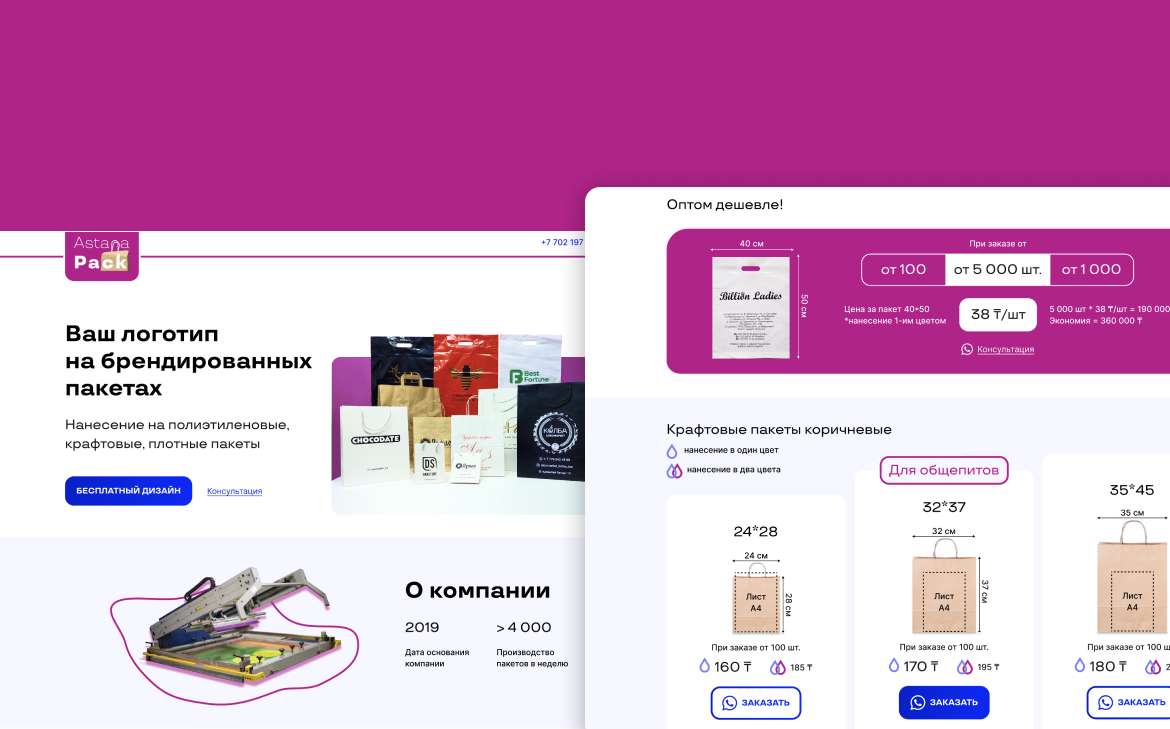 Astana
Pack
+7 702 197
Ваш логотип
на брендированных
пакетах
Нанесение на полиэтиленовые,
крафтовые, плотные пакеты
БЕСПЛАТНЫЙ ДИЗАЙН
Консультация
Best
Fortune
CHOCODATE
DS
КОЛБА
О компании
2019
> 4 000
Дата основания
компании
Производство
пакетов в неделю
Оптом дешевле!
40 см
50 см
Billion Ladies
При заказе от
от 100
от 5 000 шт.
от 1 000
Цена за пакет 40*50
*нанесение 1-им цветом
38 ₸/шт
5 000 шт * 38 ₸/шт = 190 000
Экономия = 360 000 ₸
Консультация
Крафтовые пакеты коричневые
нанесение в один цвет
нанесение в два цвета
24*28
24 см
28 см
Лист
А4
При заказе от 100 шт.
160 ₸
185 ₸
ЗАКАЗАТЬ
Для общепитов
32*37
32 см
37 см
Лист
А4
При заказе от 100 шт.
170 ₸
195 ₸
ЗАКАЗАТЬ
35*45
35 см
Лист
А4
При заказе от 100 ш
180 ₸
2
ЗАКАЗАТЬ